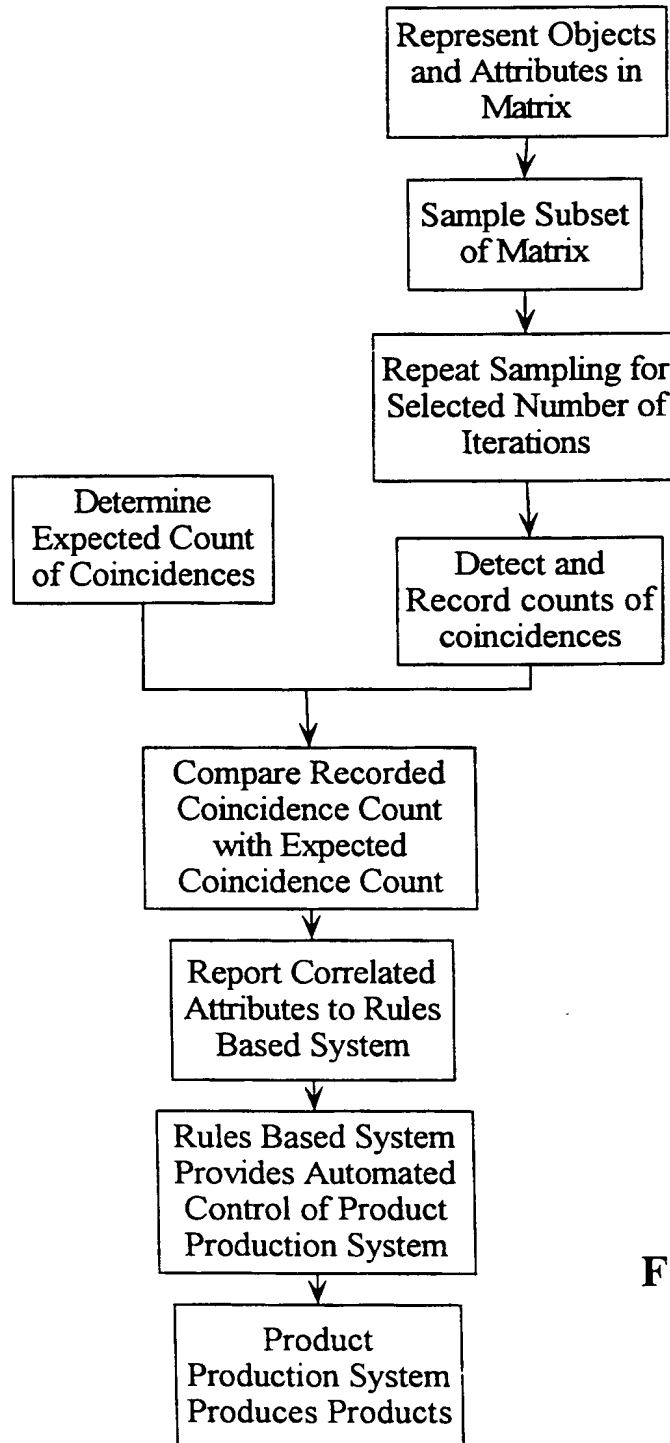 Represent Objects
and Attributes in
Matrix
Sample Subset
of Matrix
Repeat Sampling for
Selected Number of
Iterations
Determine
Expected Count
of Coincidences
Detect and
Record counts of
coincidences
Compare Recorded
Coincidence Count
with Expected
Coincidence Count
Report Correlated
Attributes to Rules
Based System
Rules Based System
Provides Automated
Control of Product
Production System
F
Product
Production System
Produces Products